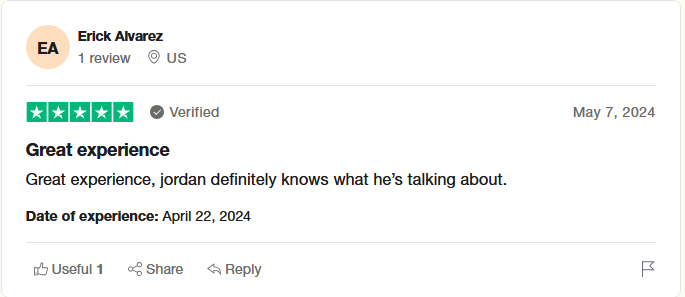 EA
Erick Alvarez
1 review US
Verified
May 7, 2024
Great experience
Great experience, jordan definitely knows what he’s talking about.
Date of experience: April 22, 2024
Useful 1 Share Reply